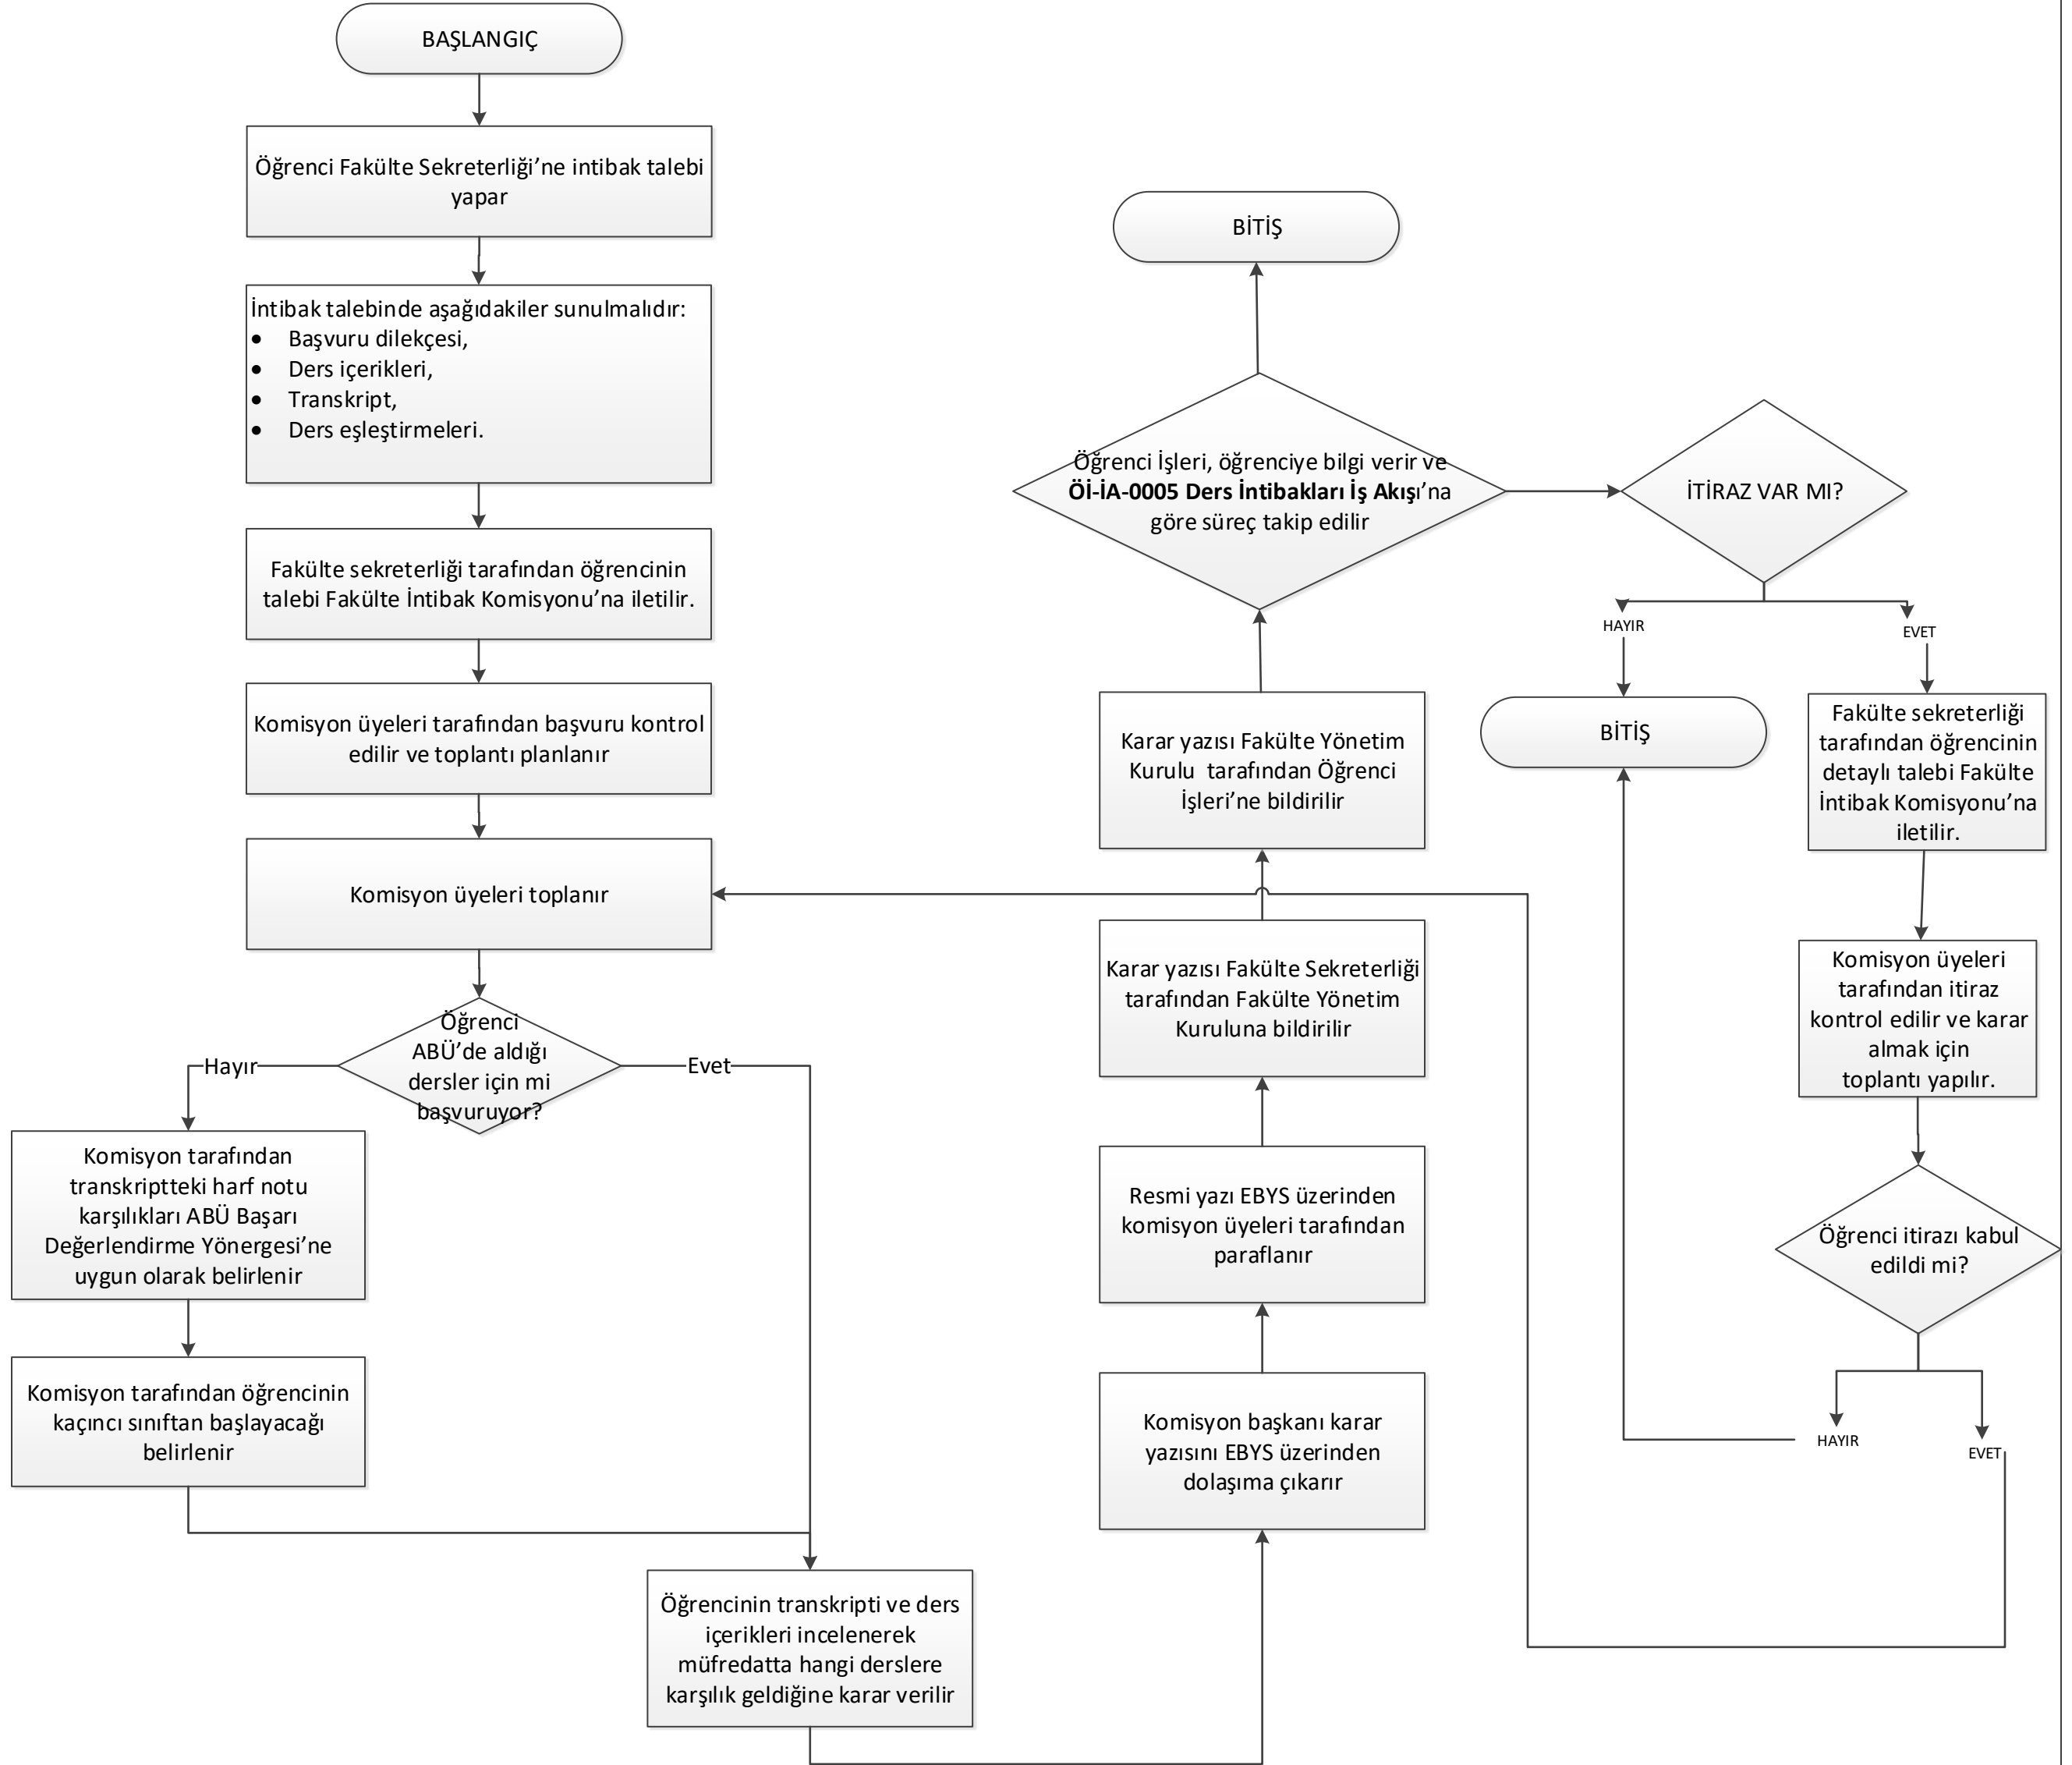 BAŞLANGIÇ
Öğrenci Fakülte Sekreterliği’ne intibak talebi
yapar
İntibak talebinde aşağıdakiler sunulmalıdır:
• Başvuru dilekçesi,
• Ders içerikleri,
• Transkript,
• Ders eşleştirmeleri.
Fakülte sekreterliği tarafından öğrencinin
talebi Fakülte İntibak Komisyonu’na iletilir.
Komisyon üyeleri tarafından başvuru kontrol
edilir ve toplantı planlanır
Komisyon üyeleri toplanır
Öğrenci
ABÜ’de aldığı
dersler için mi
başvuruyor?
Hayır
Evet
Komisyon tarafından
transkriptteki harf notu
karşılıkları ABÜ Başarı
Değerlendirme Yönergesi’ne
uygun olarak belirlenir
Komisyon tarafından öğrencinin
kaçıncı sınıftan başlayacağı
belirlenir
Öğrencinin transkripti ve ders
içerikleri incelenerek
müfredatta hangi derslere
karşılık geldiğine karar verilir
Komisyon başkanı karar
yazısını EBYS üzerinden
dolaşıma çıkarır
Resmi yazı EBYS üzerinden
komisyon üyeleri tarafından
paraflanır
Karar yazısı Fakülte Sekreterliği
tarafından Fakülte Yönetim
Kuruluna bildirilir
Karar yazısı Fakülte Yönetim
Kurulu tarafından Öğrenci
İşleri’ne bildirilir
Öğrenci İşleri, öğrenciye bilgi verir ve
Öİ-İA-0005 Ders İntibakları İş Akışı’na
göre süreç takip edilir
BİTİŞ
İTİRAZ VAR MI?
HAYIR
EVET
BİTİŞ
Fakülte sekreterliği
tarafından öğrencinin
detaylı talebi Fakülte
İntibak Komisyonu’na
iletilir.
Komisyon üyeleri
tarafından itiraz
kontrol edilir ve karar
almak için
toplantı yapılır.
Öğrenci itirazı kabul
edildi mi?
HAYIR
EVET